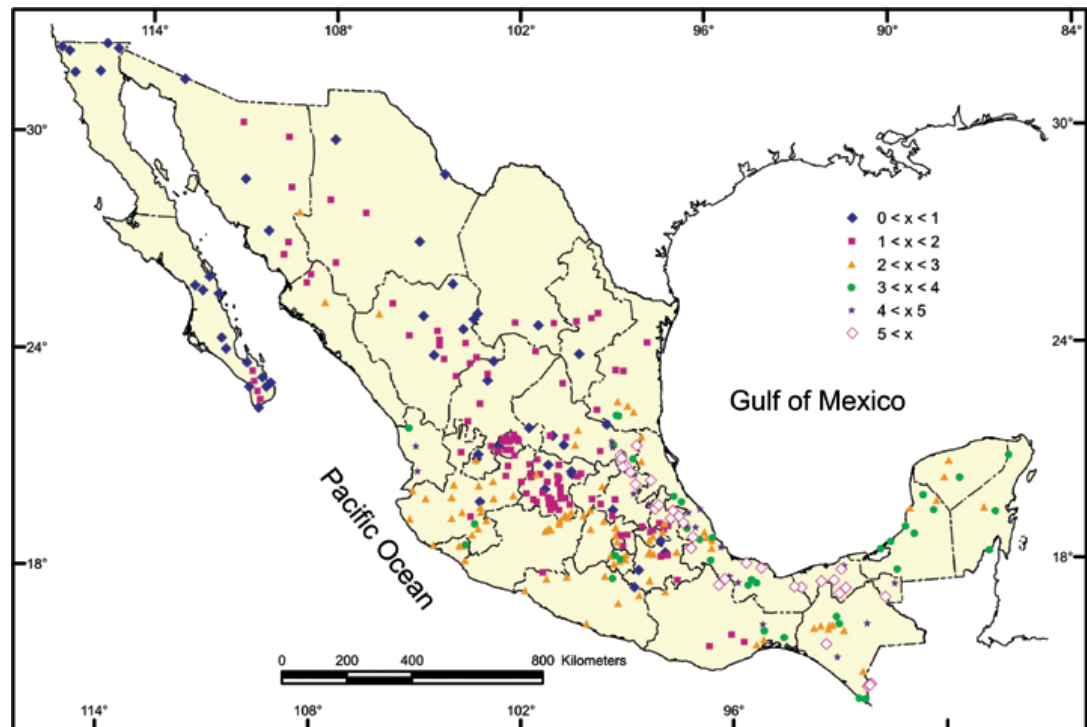 114° 108° 102° 96° 90° 84°
30° 30°
0 < x < 1
1 < x < 2
2 < x < 3
3 < x < 4
4 < x 5
5 < x
24° 24°
Gulf of Mexico
Pacific Ocean
18° 18°
0 200 400 800 Kilometers
114° 108° 102° 96°